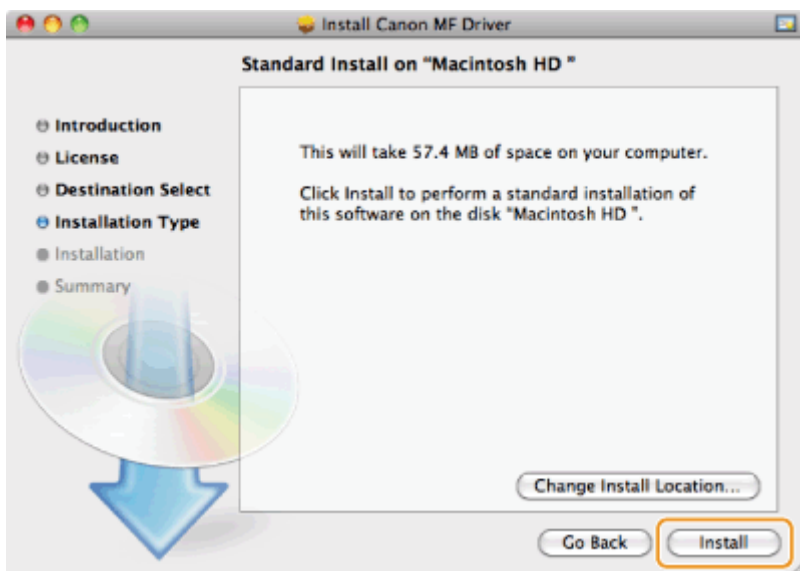 Install Canon MF Driver
Standard Install on “Macintosh HD ”
Introduction
License
Destination Select
Installation Type
Installation
Summary
This will take 57.4 MB of space on your computer.
Click Install to perform a standard installation of
this software on the disk “Macintosh HD ”.
Change Install Location...
Go Back
Install